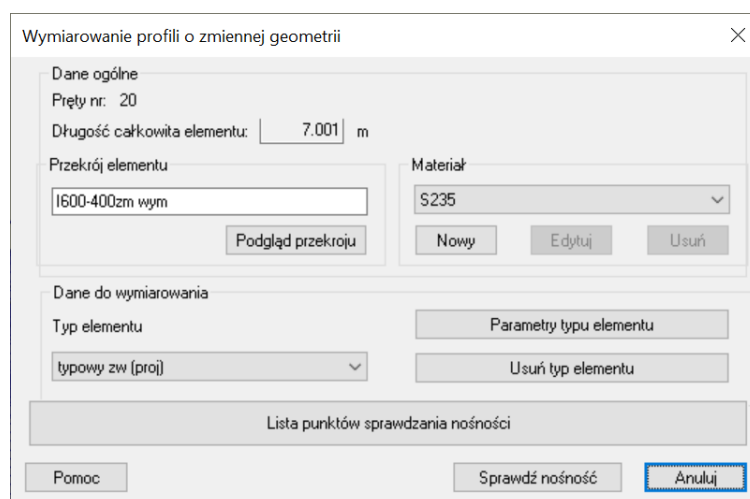 Wymiarowanie profili o zmiennej geometrii
Dane ogólne
Pręty nr: 20
Długość całkowita elementu: 7.001 m
Przekrój elementu
I600-400zm wym
Podgląd przekroju
Materiał
S235
Nowy
Edytuj
Usuń
Dane do wymiarowania
Typ elementu
typowy zw (proj)
Parametry typu elementu
Usuń typ elementu
Lista punktów sprawdzania nośności
Pomoc
Sprawdź nośność
Anuluj